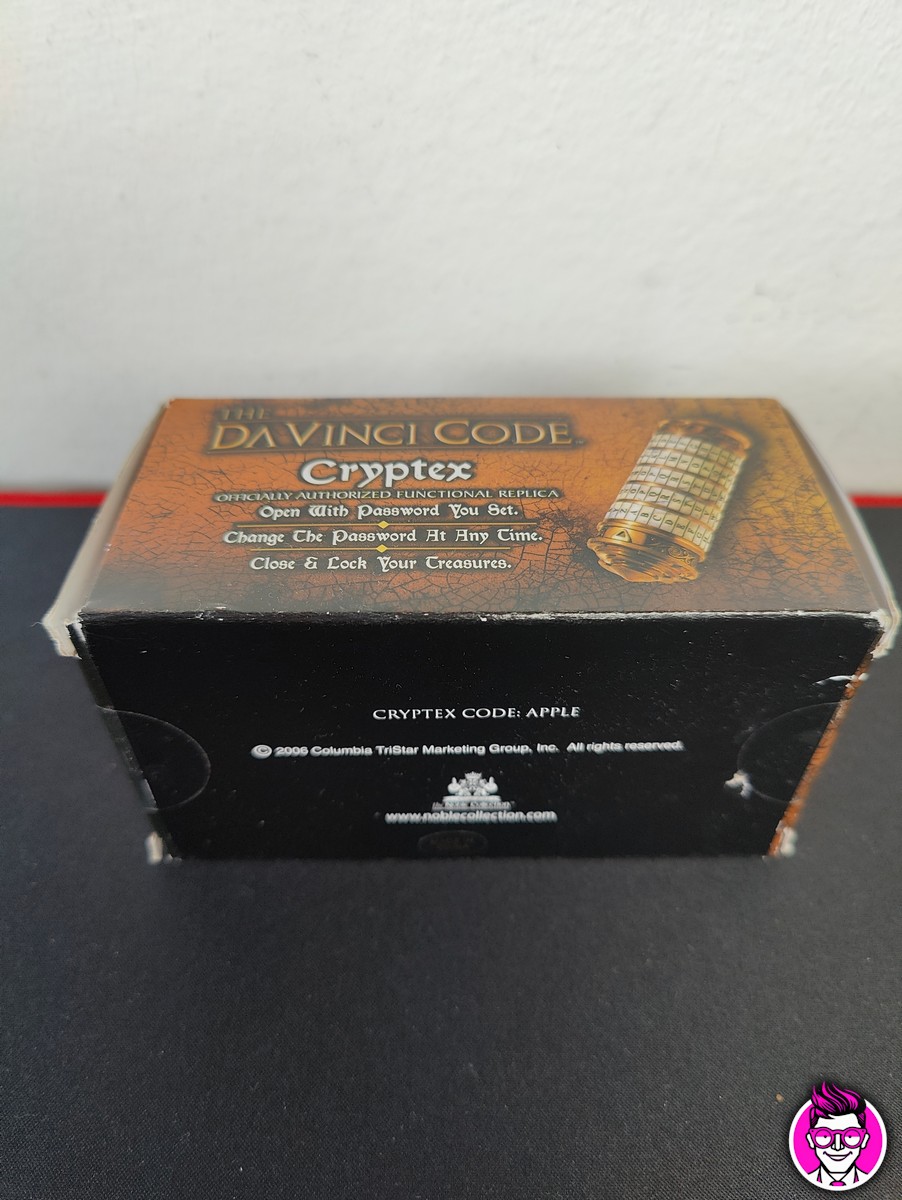 THE
DA VINCI CODE™
Cryptex
OFFICIALLY AUTHORIZED FUNCTIONAL REPLICA
Open With Password You Set.
Change The Password At Any Time.
Close & Lock Your Treasures.
CRYPTEX CODE: APPLE
© 2006 Columbia TriStar Marketing Group, Inc. All rights reserved.
www.noblecollection.com